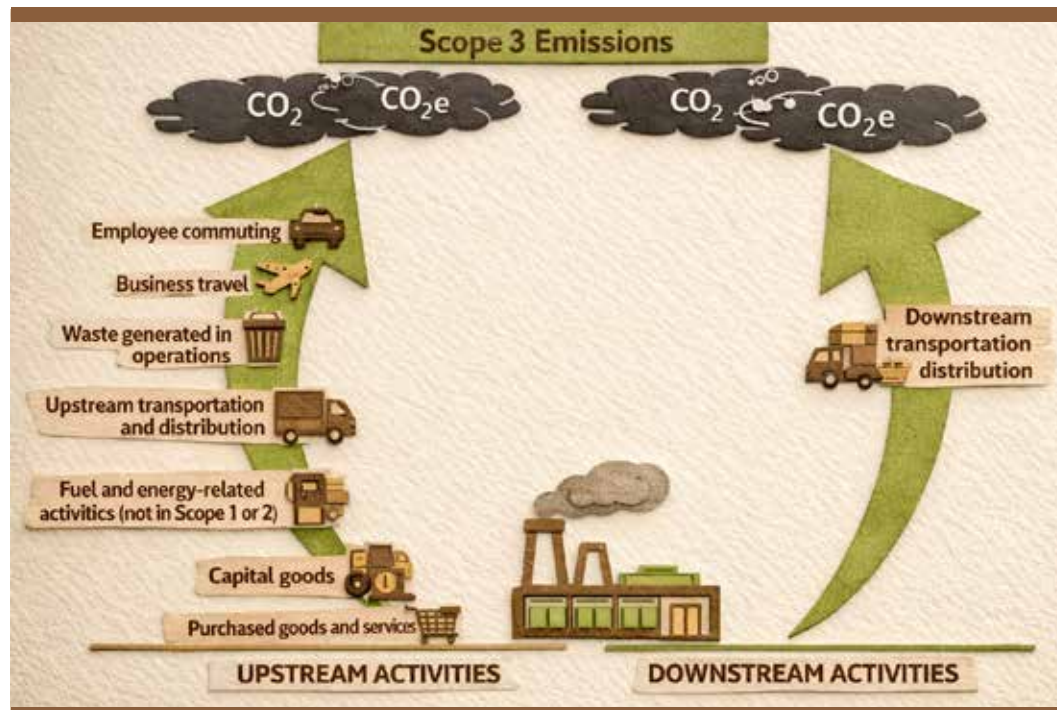 Scope 3 Emissions
CO₂
CO₂e
CO₂
CO₂e
Employee commuting
Business travel
Waste generated in
operations
Upstream transportation
and distribution
Fuel and energy-related
activitics (not in Scope 1 or 2)
Capital goods
Purchased goods and services
Downstream
transportation
distribution
UPSTREAM ACTIVITIES
DOWNSTREAM ACTIVITIES